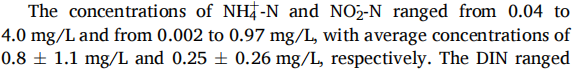 The concentrations of NH₄⁺-N and NO₂⁻-N ranged from 0.04 to
4.0 mg/L and from 0.002 to 0.97 mg/L, with average concentrations of
0.8 ± 1.1 mg/L and 0.25 ± 0.26 mg/L, respectively. The DIN ranged